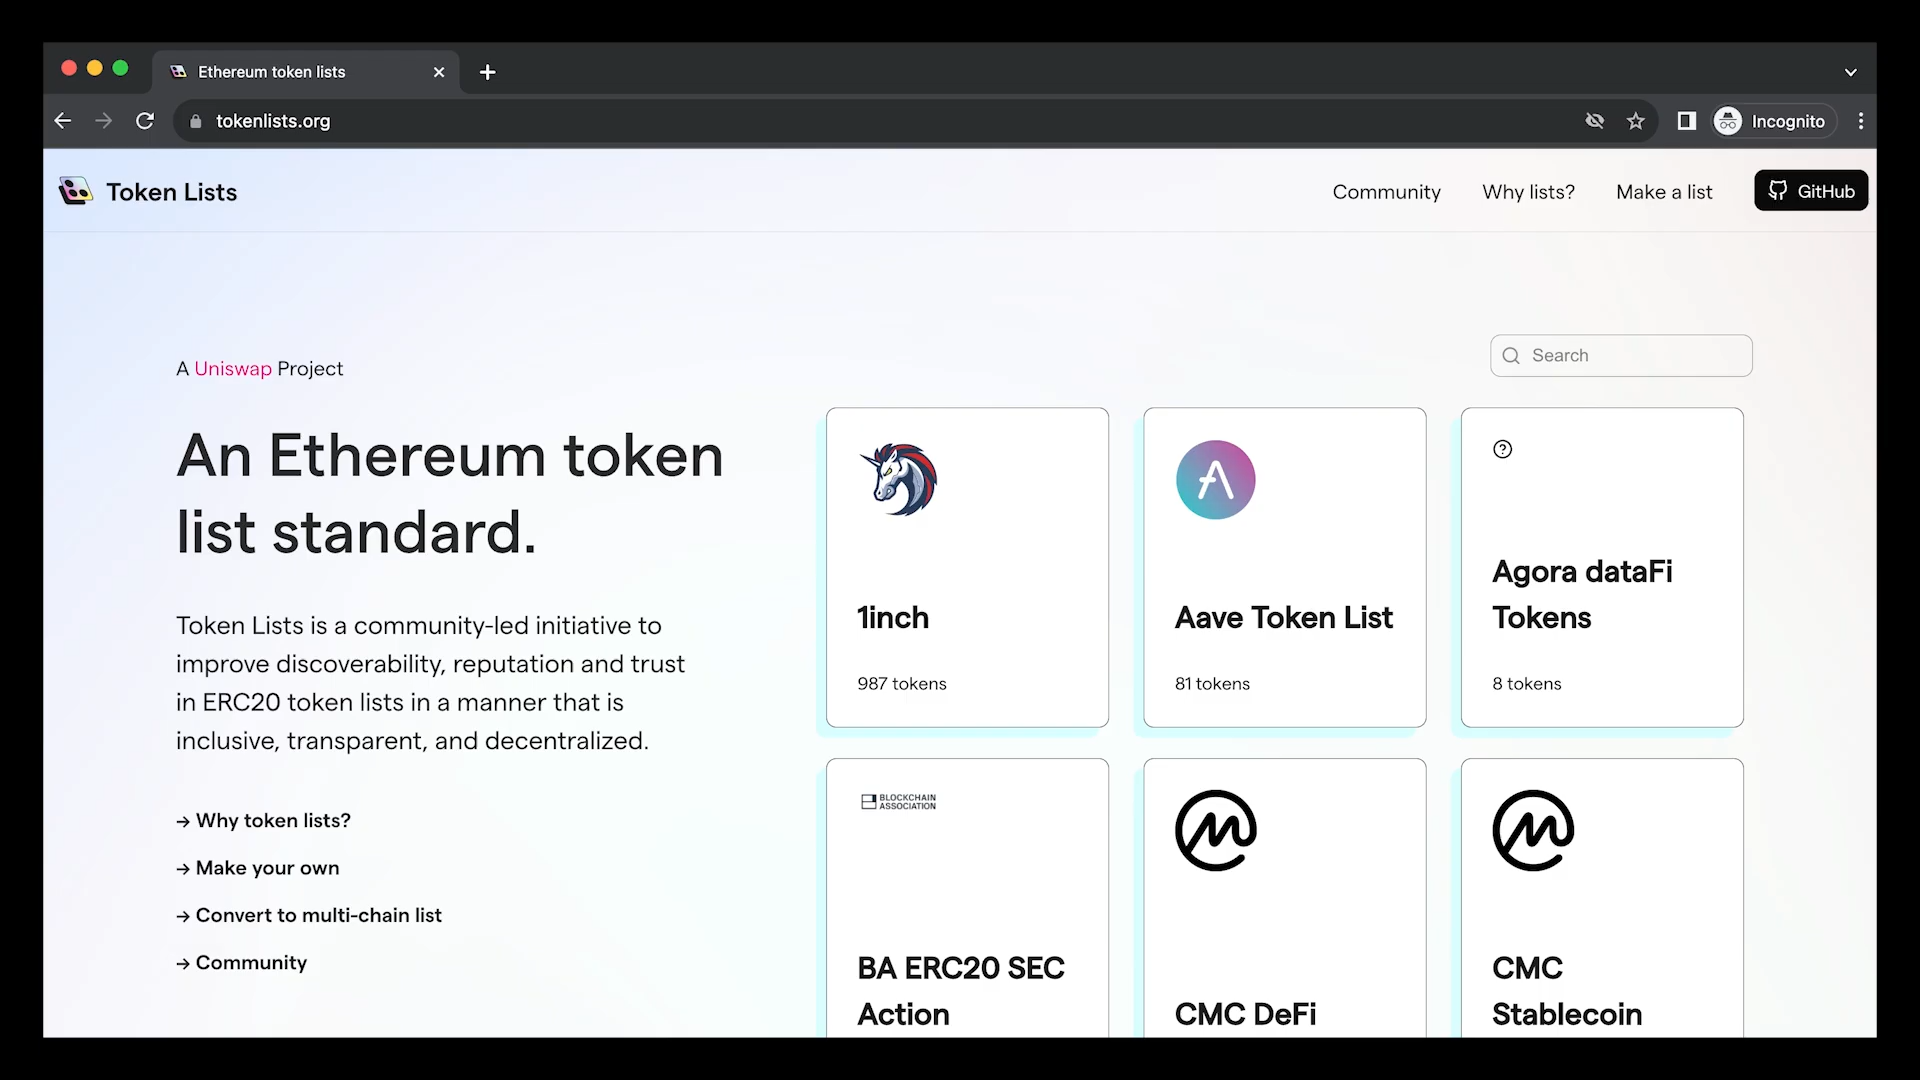 Ethereum token lists
tokenlists.org
Incognito
Token Lists
Community
Why lists?
Make a list
GitHub
Search
A Uniswap Project
An Ethereum token
list standard.
Token Lists is a community-led initiative to
improve discoverability, reputation and trust
in ERC20 token lists in a manner that is
inclusive, transparent, and decentralized.
→ Why token lists?
→ Make your own
→ Convert to multi-chain list
→ Community
1inch
987 tokens
Aave Token List
81 tokens
Agora dataFi
Tokens
8 tokens
BLOCKCHAIN
ASSOCIATION
BA ERC20 SEC
Action
CMC DeFi
CMC
Stablecoin